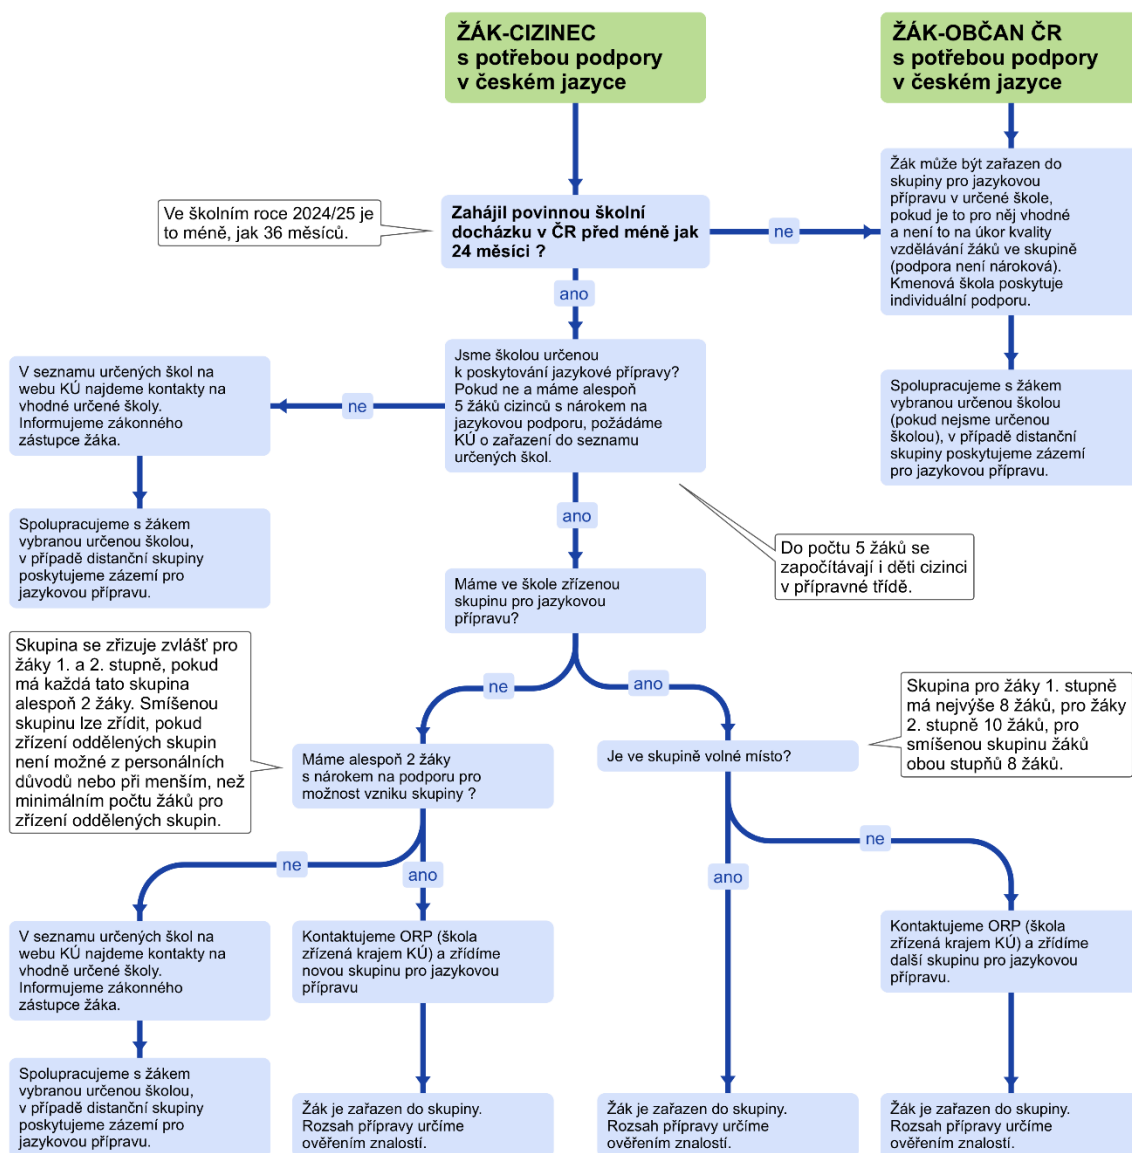 ŽÁK-CIZINEC
s potřebou podpory
v českém jazyce
ŽÁK-OBČAN ČR
s potřebou podpory
v českém jazyce
Ve školním roce 2024/25 je
to méně, jak 36 měsíců.
Zahájil povinnou školní
docházku v ČR před méně jak
24 měsíci ?
ne
Žák může být zařazen do
skupiny pro jazykovou
přípravu v určené škole,
pokud je to pro něj vhodné
a není to na úkor kvality
vzdělávání žáků ve skupině
(podpora není nároková).
Kmenová škola poskytuje
individuální podporu.
ano
V seznamu určených škol na
webu KÚ najdeme kontakty na
vhodné určené školy.
Informujeme zákonného
zástupce žáka.
ne
Jsme školou určenou
k poskytování jazykové přípravy?
Pokud ne a máme alespoň
5 žáků cizinců s nárokem na
jazykovou podporu, požádáme
KÚ o zařazení do seznamu
určených škol.
Spolupracujeme s žákem
vybranou určenou školou
(pokud nejsme určenou
školou), v případě distanční
skupiny poskytujeme zázemí
pro jazykovou přípravu.
Spolupracujeme s žákem
vybranou určenou školou,
v případě distanční skupiny
poskytujeme zázemí pro
jazykovou přípravu.
ano
Do počtu 5 žáků se
započítávají i děti cizinci
v přípravné třídě.
Máme ve škole zřízenou
skupinu pro jazykovou
přípravu?
Skupina se zřizuje zvlášť pro
žáky 1. a 2. stupně, pokud
má každá tato skupina
alespoň 2 žáky. Smíšenou
skupinu lze zřídit, pokud
zřízení oddělených skupin
není možné z personálních
důvodů nebo při menším, než
minimálním počtu žáků pro
zřízení oddělených skupin.
ne
ano
Skupina pro žáky 1. stupně
má nejvýše 8 žáků, pro žáky
2. stupně 10 žáků, pro
smíšenou skupinu žáků
obou stupňů 8 žáků.
Máme alespoň 2 žáky
s nárokem na podporu pro
možnost vzniku skupiny ?
Je ve skupině volné místo?
ne
ano
ano
ne
V seznamu určených škol na
webu KÚ najdeme kontakty na
vhodně určené školy.
Informujeme zákonného
zástupce žáka.
Kontaktujeme ORP (škola
zřízená krajem KÚ) a zřídíme
novou skupinu pro jazykovou
přípravu
Kontaktujeme ORP (škola
zřízená krajem KÚ) a zřídíme
další skupinu pro jazykovou
přípravu.
Spolupracujeme s žákem
vybranou určenou školou,
v případě distanční skupiny
poskytujeme zázemí pro
jazykovou přípravu.
Žák je zařazen do skupiny.
Rozsah přípravy určíme
ověřením znalostí.
Žák je zařazen do skupiny.
Rozsah přípravy určíme
ověřením znalostí.
Žák je zařazen do skupiny.
Rozsah přípravy určíme
ověřením znalostí.